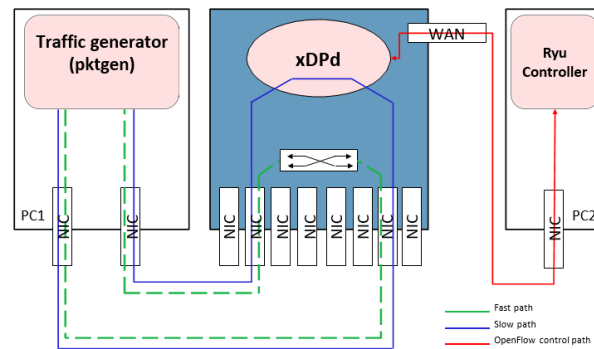 Traffic generator
(pktgen)
xDPd
WAN
Ryu
Controller
PC1
NIC
NIC
NIC
NIC
NIC
NIC
NIC
NIC
NIC
NIC
NIC
PC2
Fast path
Slow path
OpenFlow control path